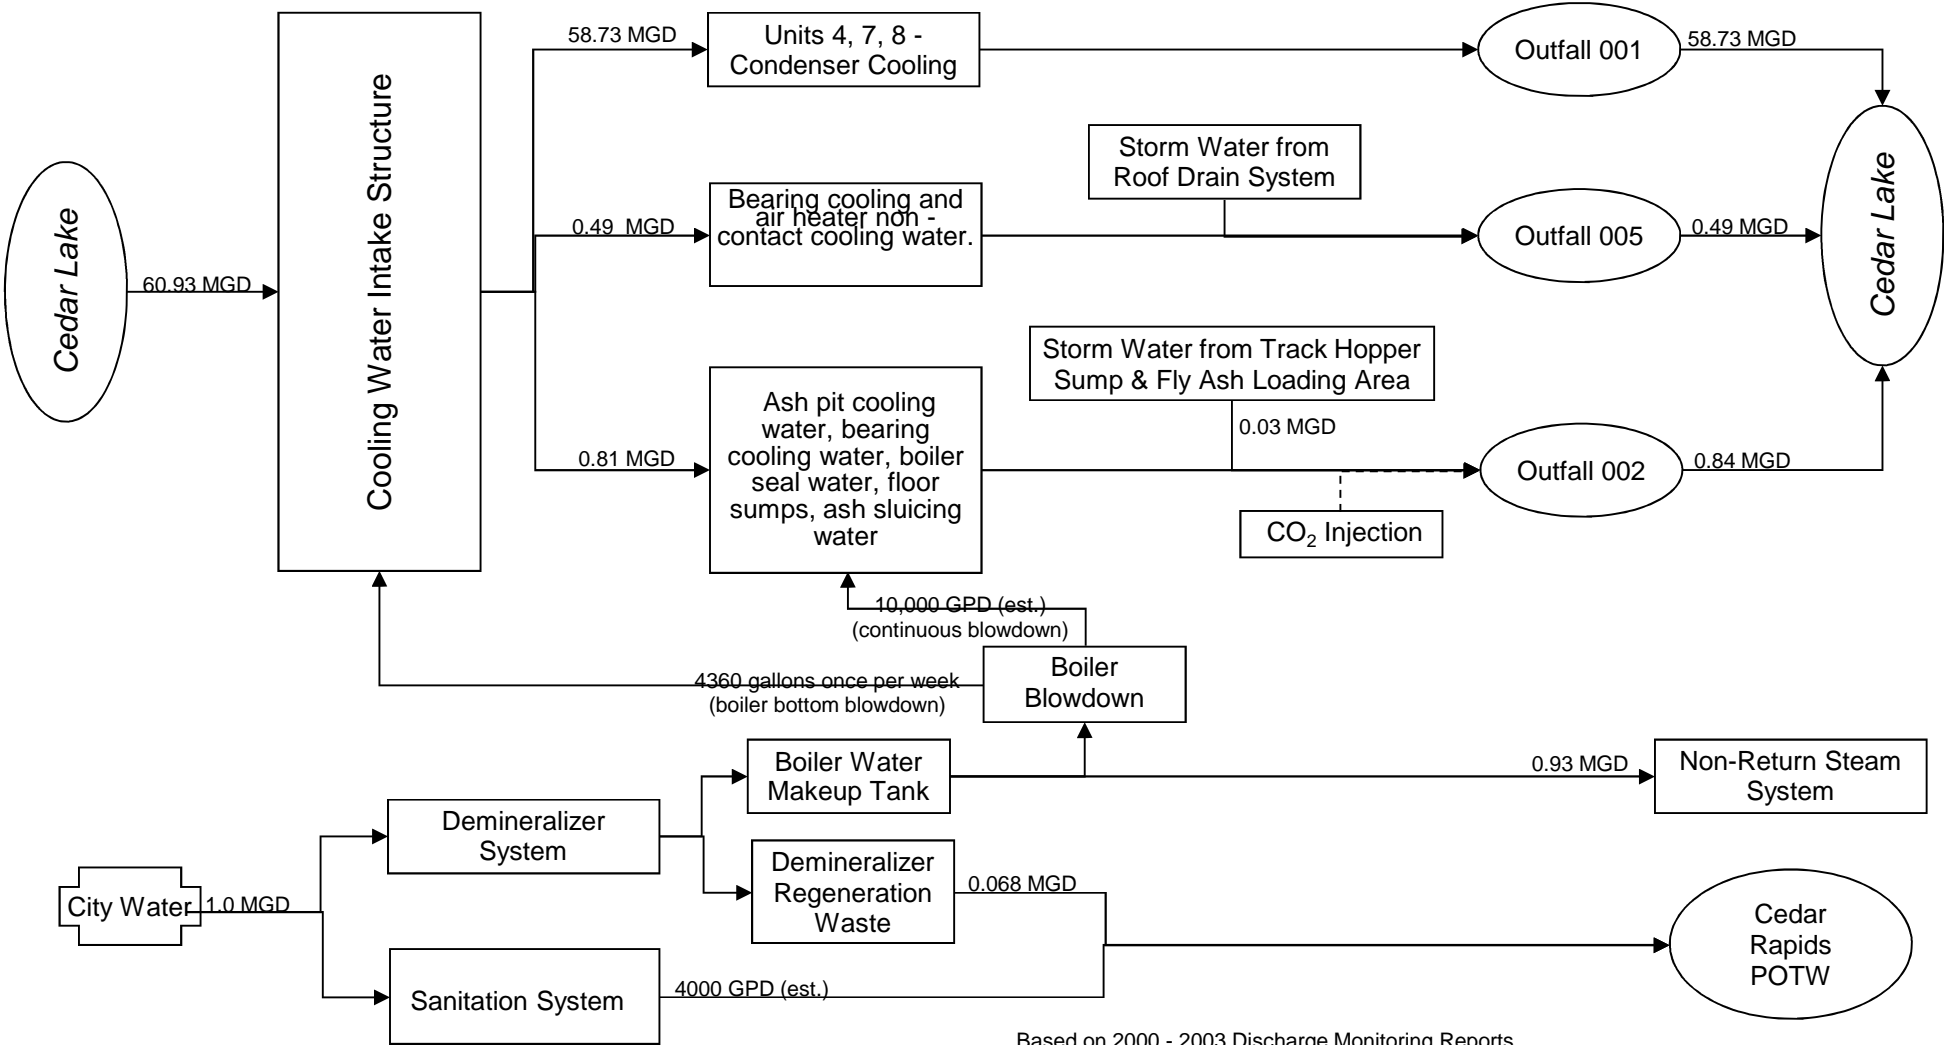 58.73 MGD
Units 4, 7, 8 -
Condenser Cooling
Outfall 001
58.73 MGD
Cedar Lake
60.93 MGD
Cooling Water Intake Structure
0.49 MGD
Bearing cooling and
air heater non -
contact cooling water.
Storm Water from
Roof Drain System
Outfall 005
0.49 MGD
Cedar Lake
Storm Water from Track Hopper
Sump & Fly Ash Loading Area
0.03 MGD
0.81 MGD
Ash pit cooling
water, bearing
cooling water, boiler
seal water, floor
sumps, ash sluicing
water
Outfall 002
0.84 MGD
CO₂ Injection
10,000 GPD (est.)
(continuous blowdown)
Boiler
Blowdown
4360 gallons once per week
(boiler bottom blowdown)
Boiler Water
Makeup Tank
0.93 MGD
Non-Return Steam
System
Demineralizer
System
Demineralizer
Regeneration
Waste
0.068 MGD
City Water
1.0 MGD
Cedar
Rapids
POTW
Sanitation System
4000 GPD (est.)
Based on 2000 - 2003 Discharge Monitoring Reports